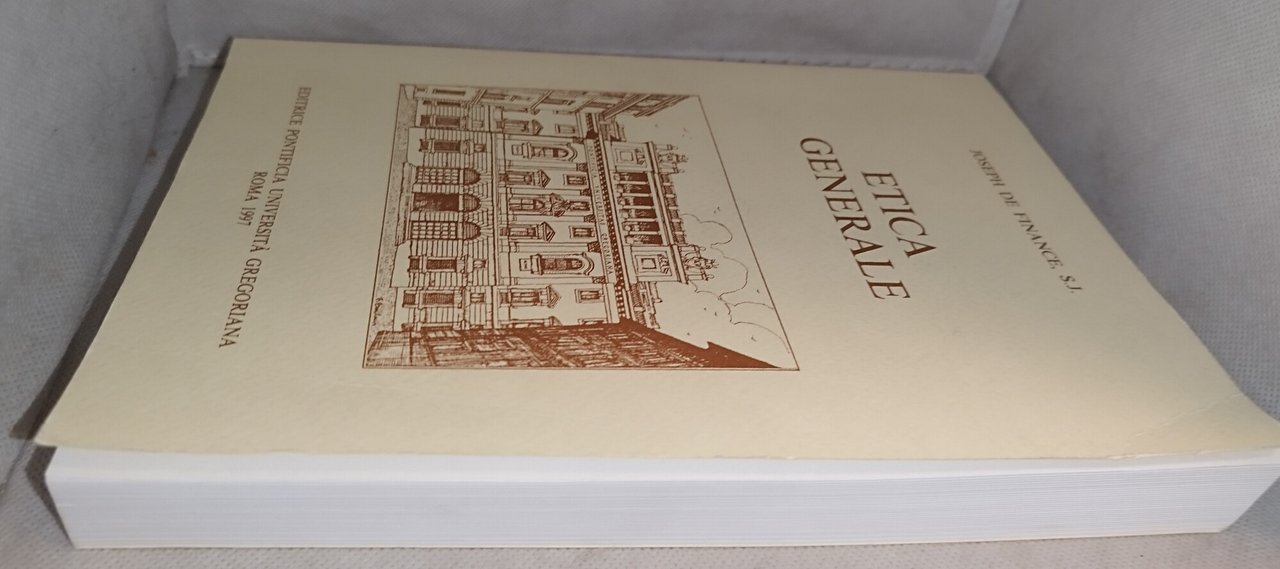 JOSEPH DE FINANCE, S.J.
ETICA
GENERALE
EDITRICE PONTIFICIA UNIVERSITÀ GREGORIANA
ROMA 1997